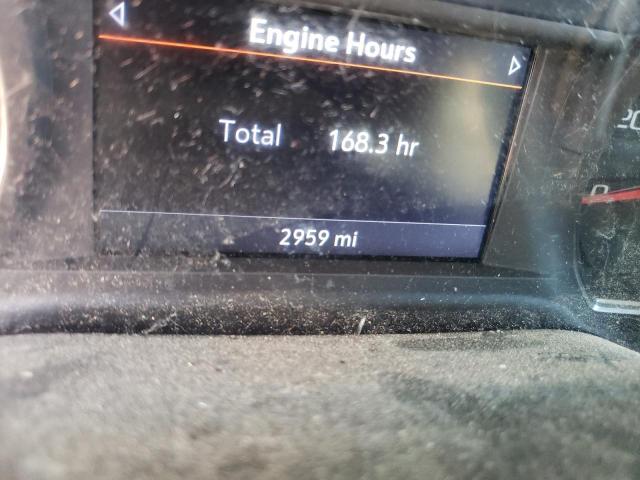 Engine Hours
Total 168.3 hr
2959 mi